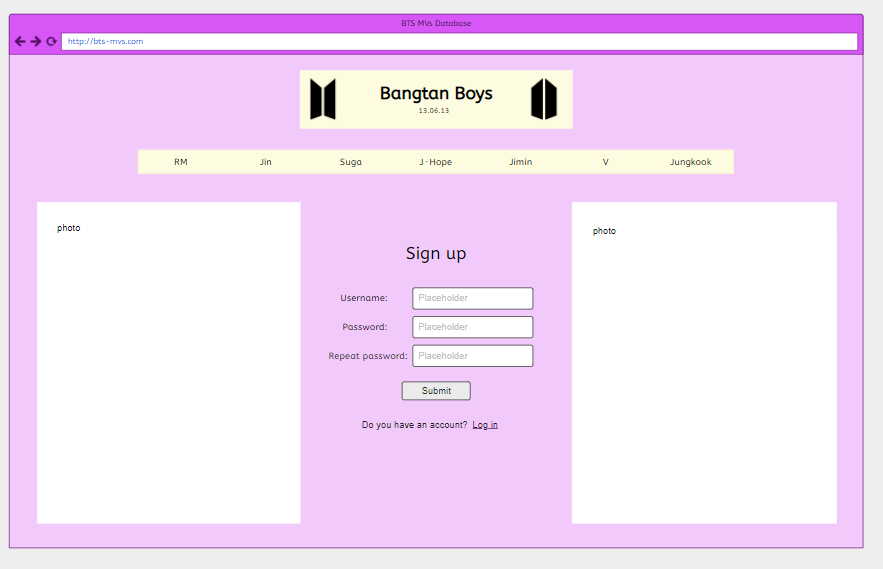 BTS MVs Database
http://bts-mvs.com
Bangtan Boys
13.06.13
RM Jin Suga J-Hope Jimin V Jungkook
photo
photo
Sign up
Username: Placeholder
Password: Placeholder
Repeat password: Placeholder
Submit
Do you have an account? Log in